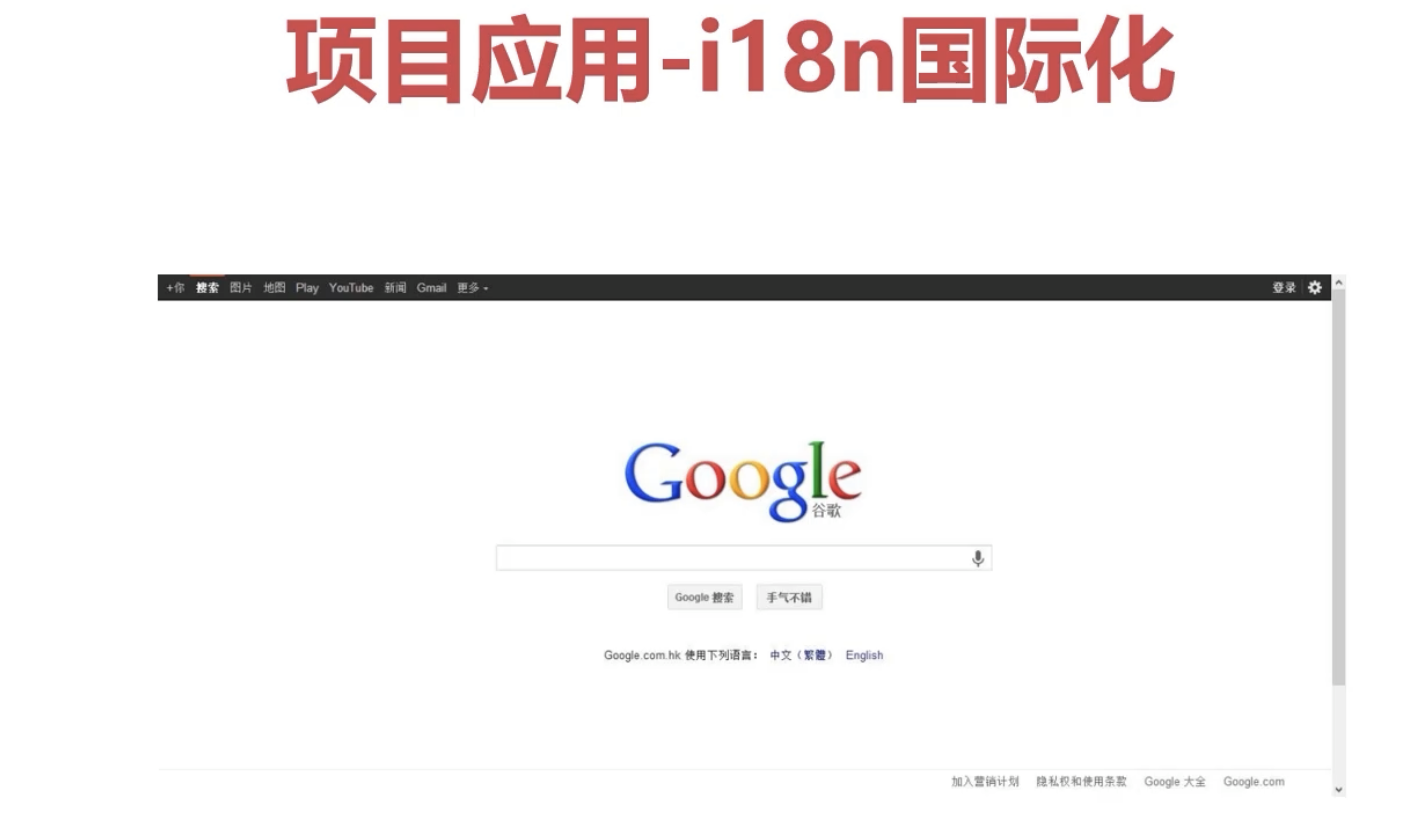 项目应用-i18n国际化
+你 搜索 图片 地图 Play YouTube 新闻 Gmail 更多 登录
Google
谷歌
Google 搜索 手气不错
Google.com.hk 使用下列语言： 中文（繁體） English
加入营销计划 隐私权和使用条款 Google 大全 Google.com